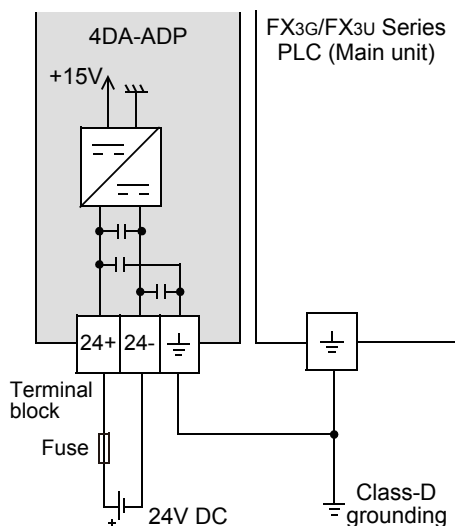 4DA-ADP
FX3G/FX3U Series
PLC (Main unit)
+15V
24+
24-
Terminal
block
Fuse
+
24V DC
Class-D
grounding